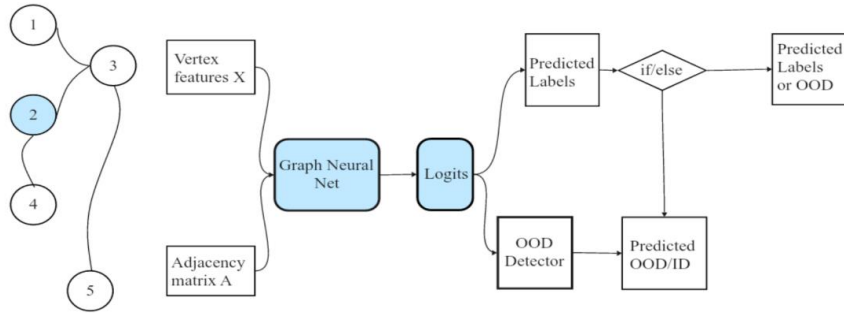 1
3
2
4
5
Vertex
features X
Adjacency
matrix A
Graph Neural
Net
Logits
Predicted
Labels
if/else
Predicted
Labels
or OOD
OOD
Detector
Predicted
OOD/ID